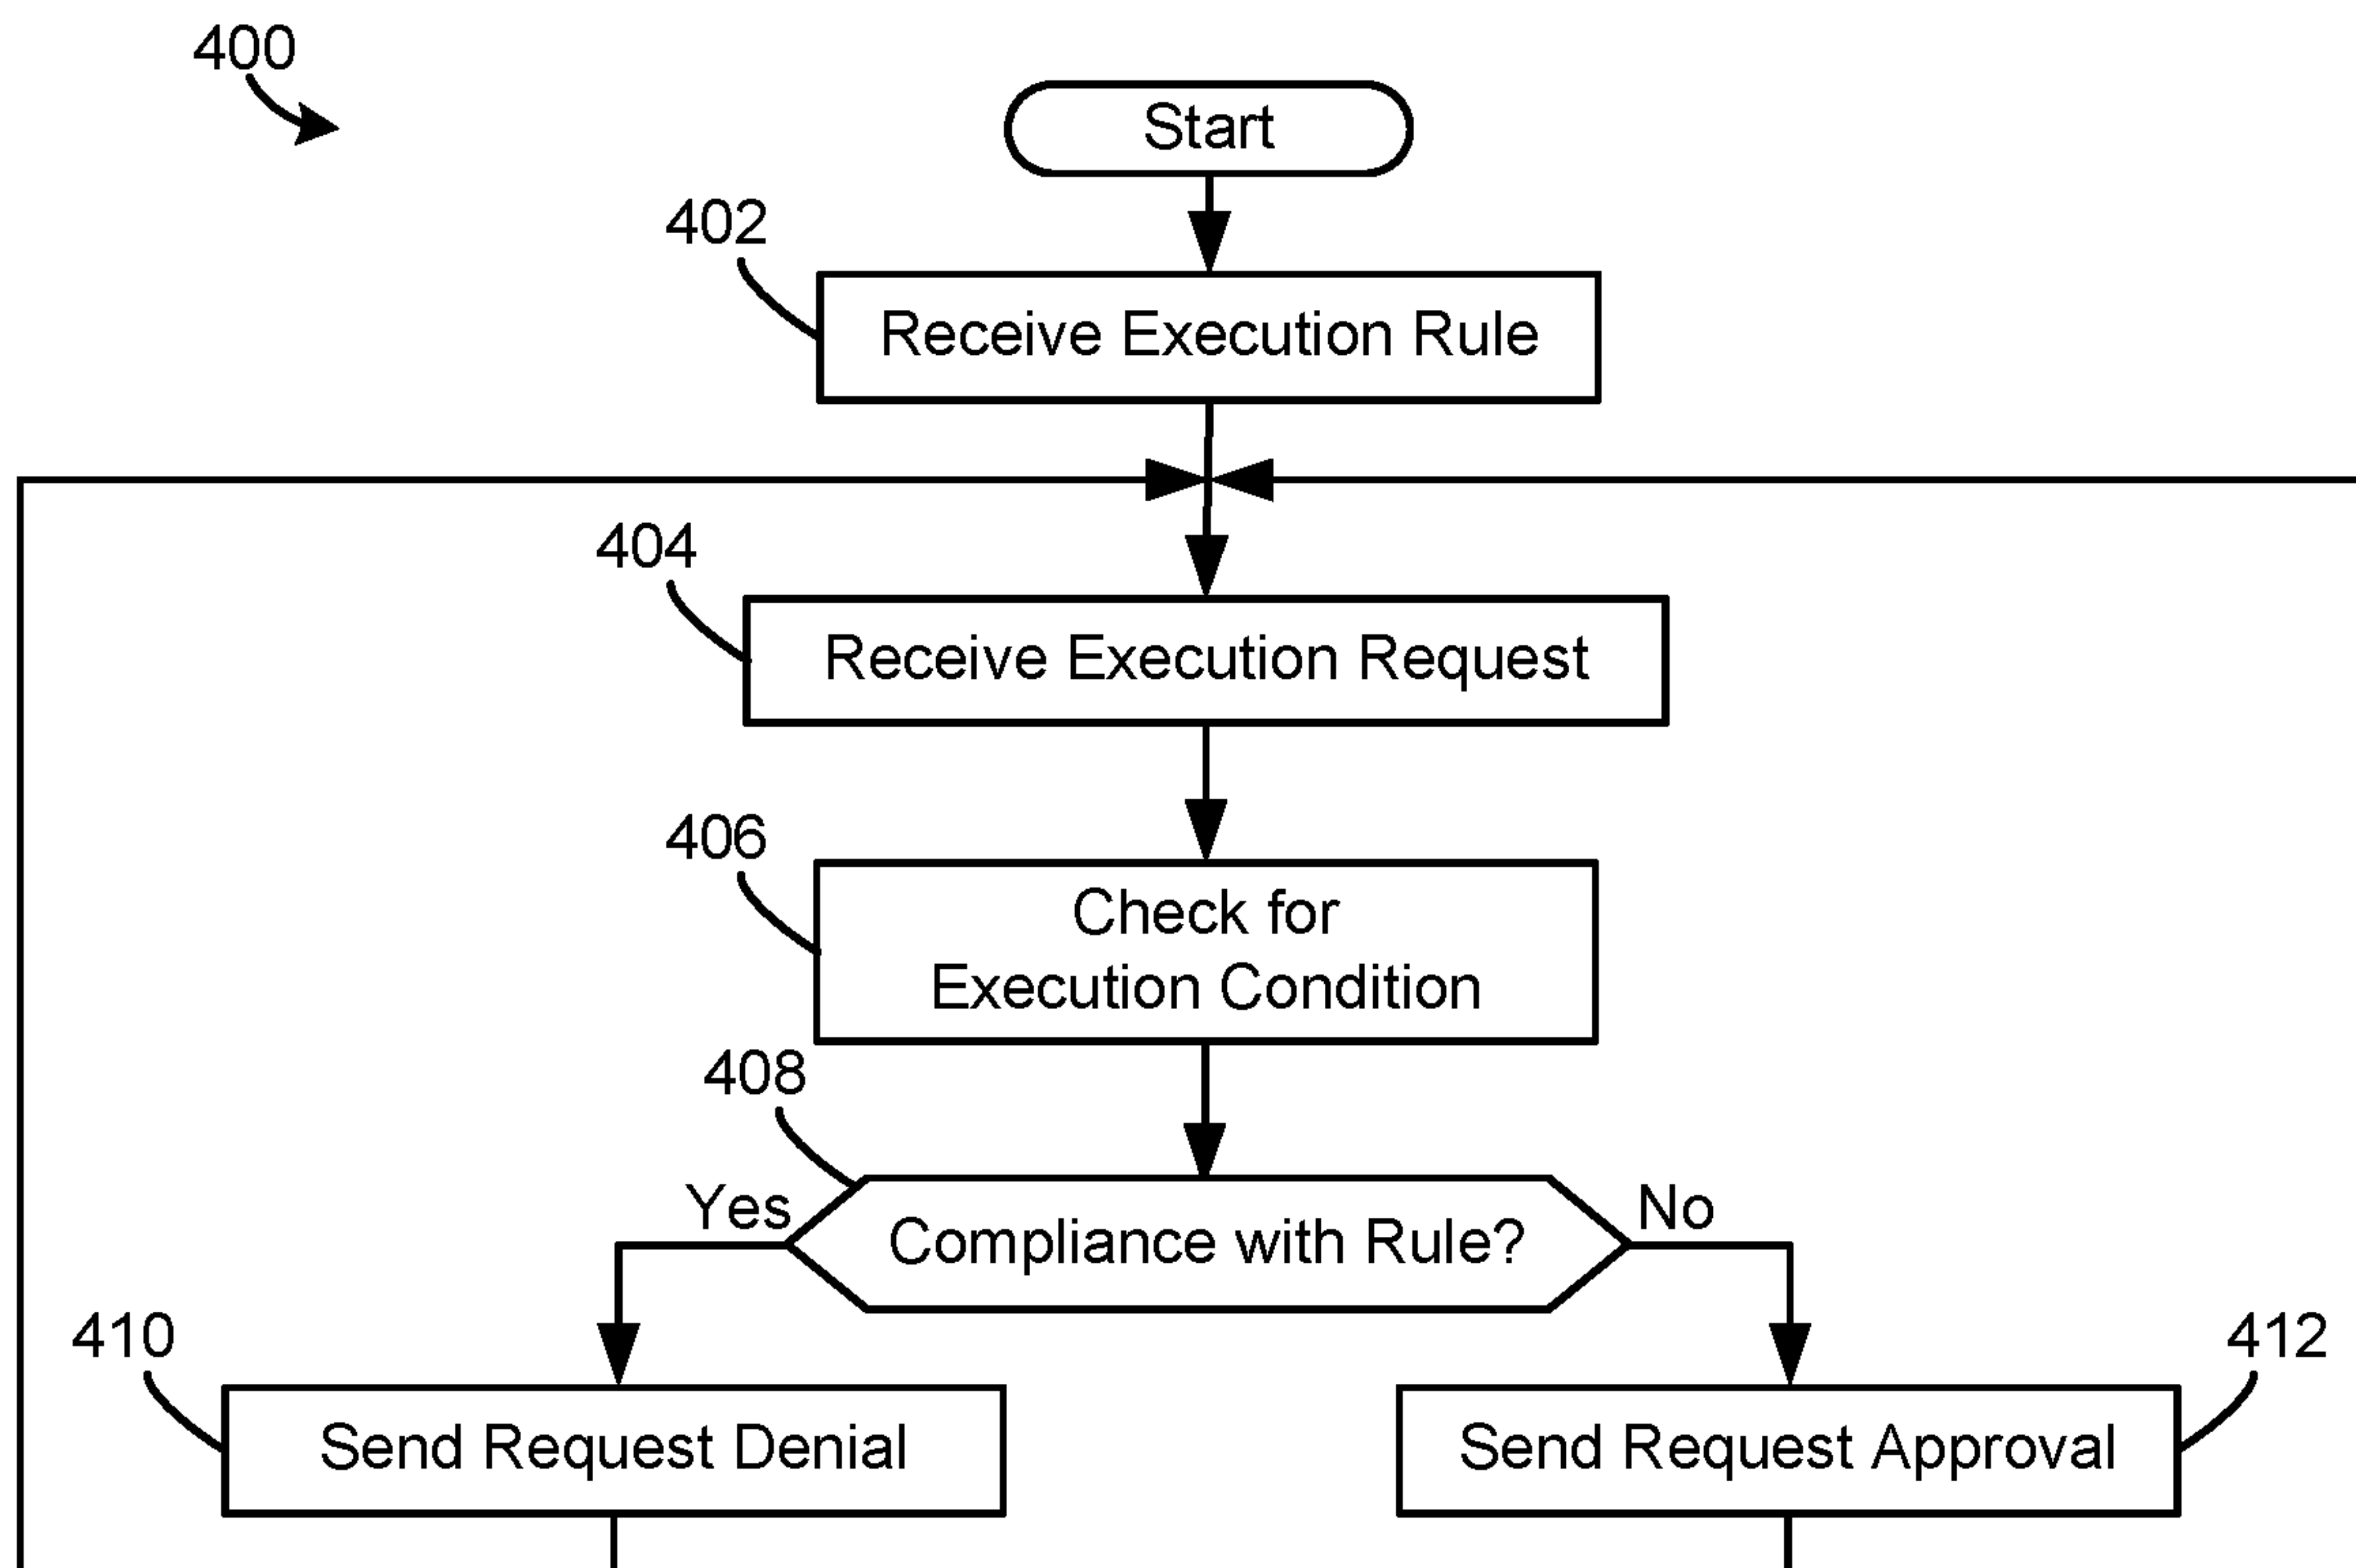 400
Start
402
Receive Execution Rule
404
Receive Execution Request
406
Check for
Execution Condition
408
Yes
Compliance with Rule?
No
410
412
Send Request Denial
Send Request Approval